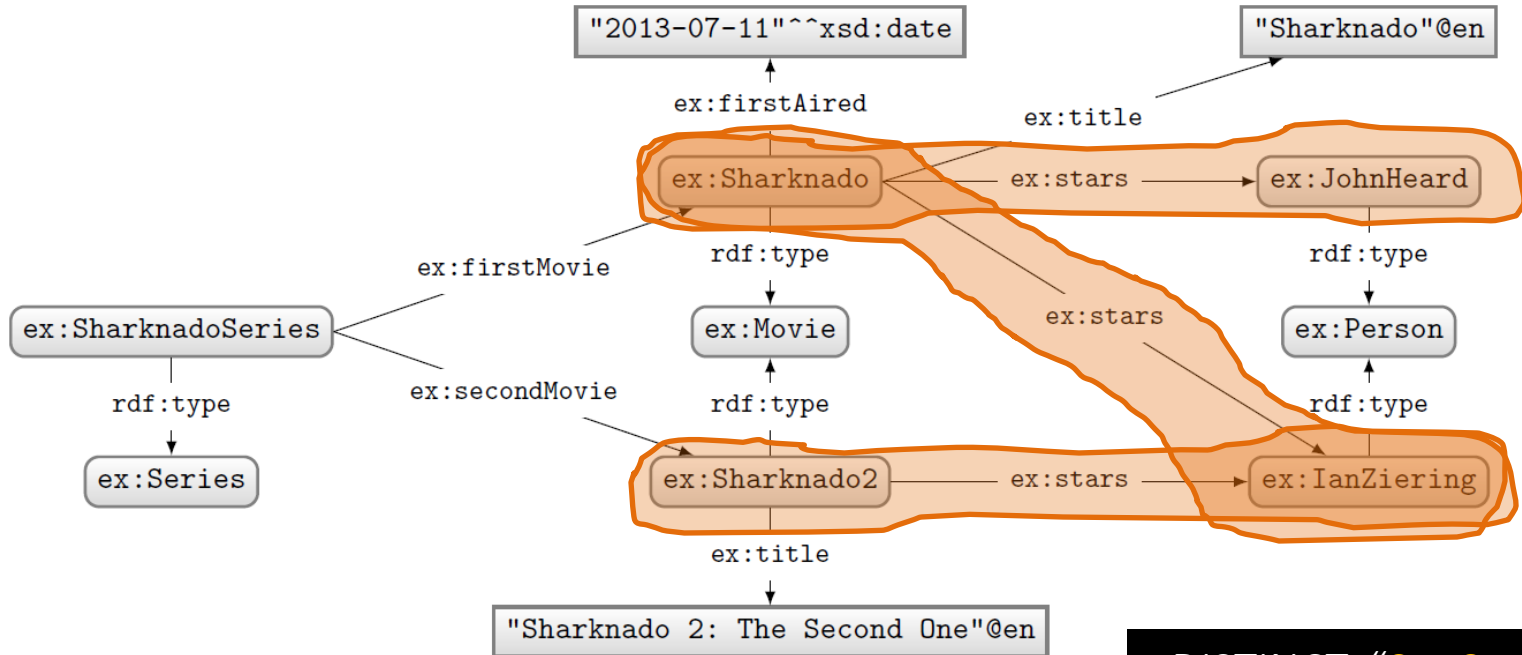 "2013-07-11"^^xsd:date
"Sharknado"@en
ex:firstAired
ex:title
ex:Sharknado
ex:stars
ex:JohnHeard
rdf:type
rdf:type
ex:firstMovie
ex:stars
ex:SharknadoSeries
ex:Movie
ex:Person
ex:secondMovie
rdf:type
rdf:type
rdf:type
ex:Series
ex:Sharknado2
ex:stars
ex:IanZiering
ex:title
"Sharknado 2: The Second One"@en